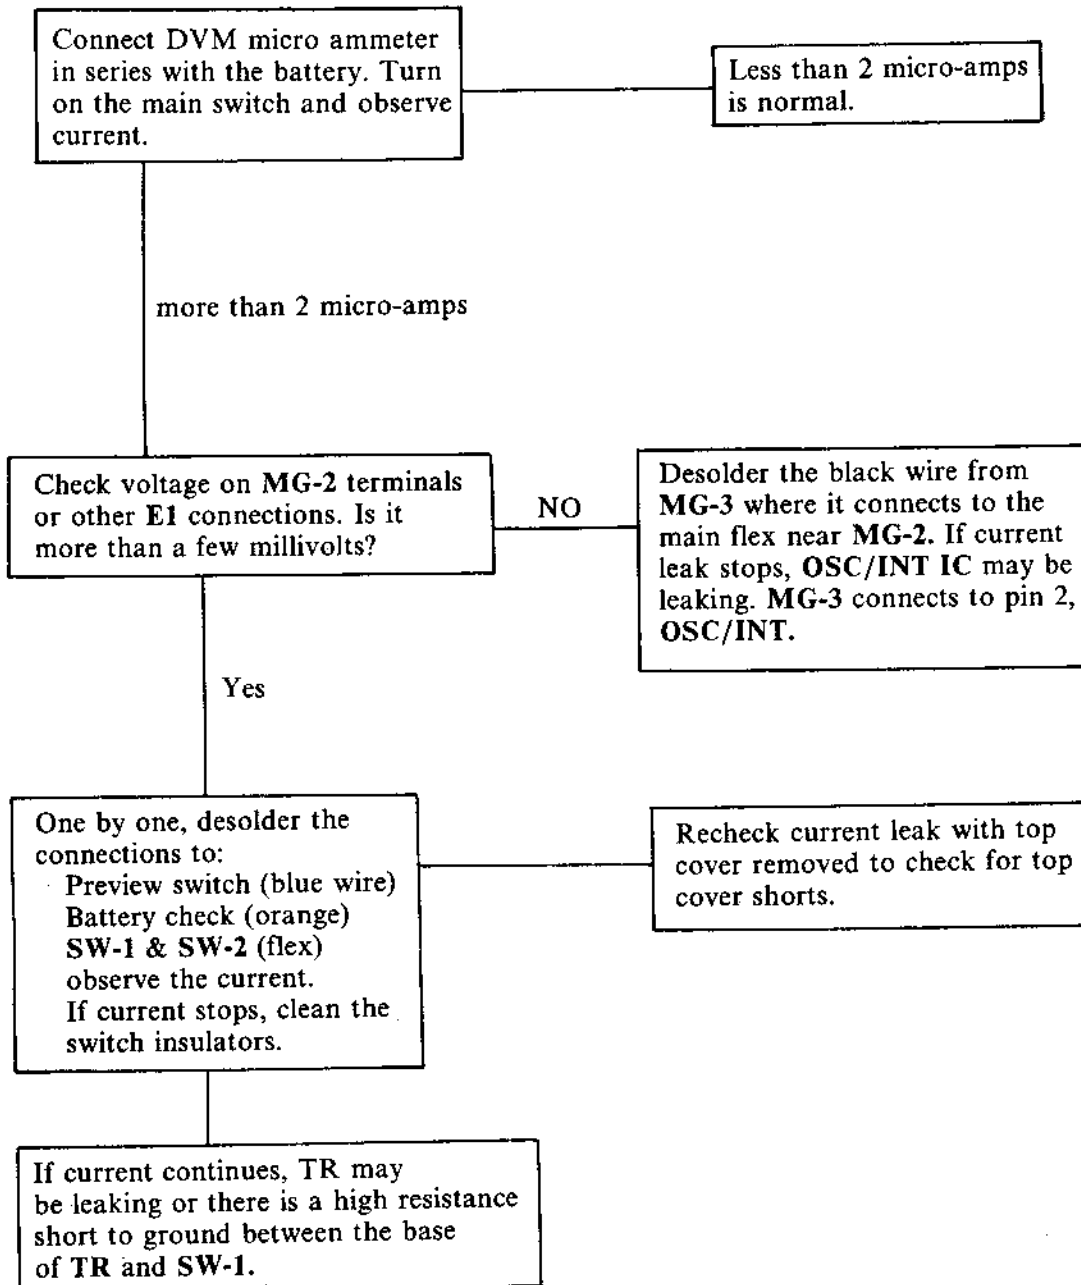 Connect DVM micro ammeter
in series with the battery. Turn
on the main switch and observe
current.
Less than 2 micro-amps
is normal.
more than 2 micro-amps
Check voltage on MG-2 terminals
or other E1 connections. Is it
more than a few millivolts?
NO
Desolder the black wire from
MG-3 where it connects to the
main flex near MG-2. If current
leak stops, OSC/INT IC may be
leaking. MG-3 connects to pin 2,
OSC/INT.
Yes
One by one, desolder the
connections to:
Preview switch (blue wire)
Battery check (orange)
SW-1 & SW-2 (flex)
observe the current.
If current stops, clean the
switch insulators.
Recheck current leak with top
cover removed to check for top
cover shorts.
If current continues, TR may
be leaking or there is a high resistance
short to ground between the base
of TR and SW-1.